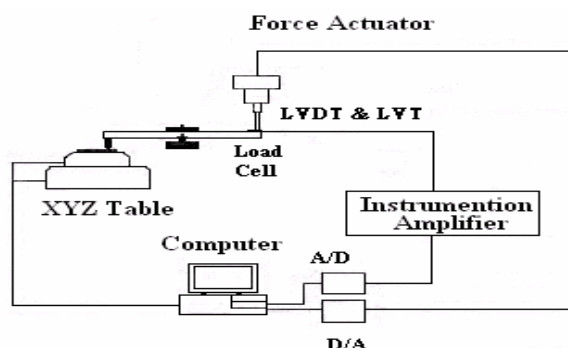 Force Actuator
LVDT & LVT
Load
Cell
XYZ Table
Instrumention
Amplifier
Computer
A/D
D/A